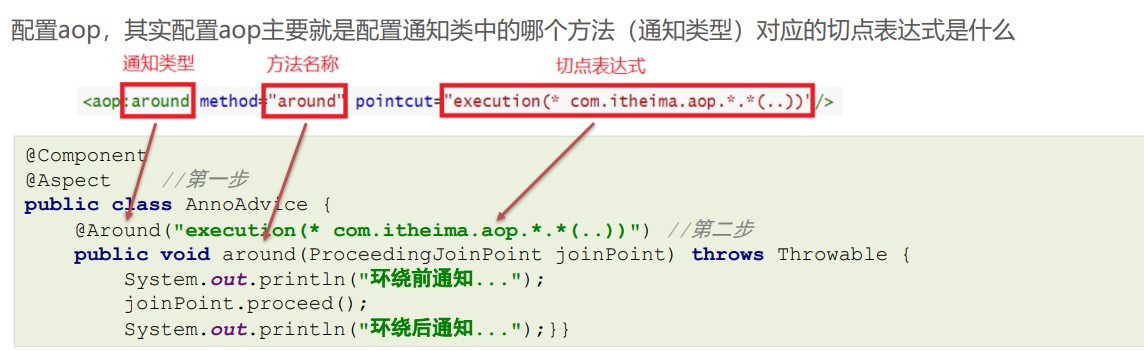 配置aop，其实配置aop主要就是配置通知类中的哪个方法（通知类型）对应的切点表达式是什么
通知类型 方法名称 切点表达式
<aop:around method="around" pointcut="execution(* com.itheima.aop.*.*(..))"/>
@Component
@Aspect //第一步
public class AnnoAdvice {
@Around("execution(* com.itheima.aop.*.*(..))") //第二步
public void around(ProceedingJoinPoint joinPoint) throws Throwable {
System.out.println("环绕前通知...");
joinPoint.proceed();
System.out.println("环绕后通知...");}}